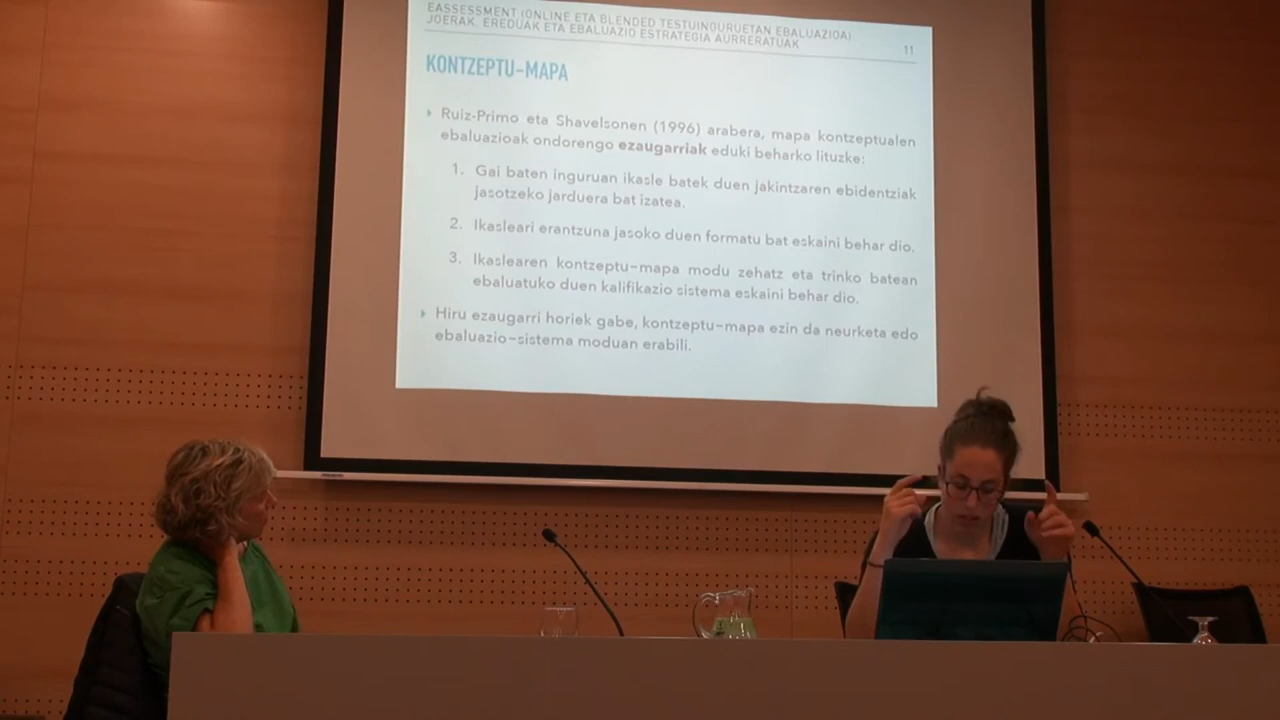 EASSESSMENT (ONLINE ETA BLENDED TESTUINGURUETAN EBALUAZIOA)
JOERAK, EREDUAK ETA EBALUAZIO ESTRATEGIA AURRERATUAK
11
KONTZEPTU-MAPA
Ruiz-Primo eta Shavelsonen (1996) arabera, mapa kontzeptualen
ebaluazioak ondorengo ezaugarriak eduki beharko lituzke:
1. Gai baten inguruan ikasle batek duen jakintzaren ebidentziak
jasotzeko jarduera bat izatea.
2. Ikasleari erantzuna jasoko duen formatu bat eskaini behar dio.
3. Ikaslearen kontzeptu-mapa modu zehatz eta trinko batean
ebaluatuko duen kalifikazio sistema eskaini behar dio.
Hiru ezaugarri horiek gabe, kontzeptu-mapa ezin da neurketa edo
ebaluazio-sistema moduan erabili.